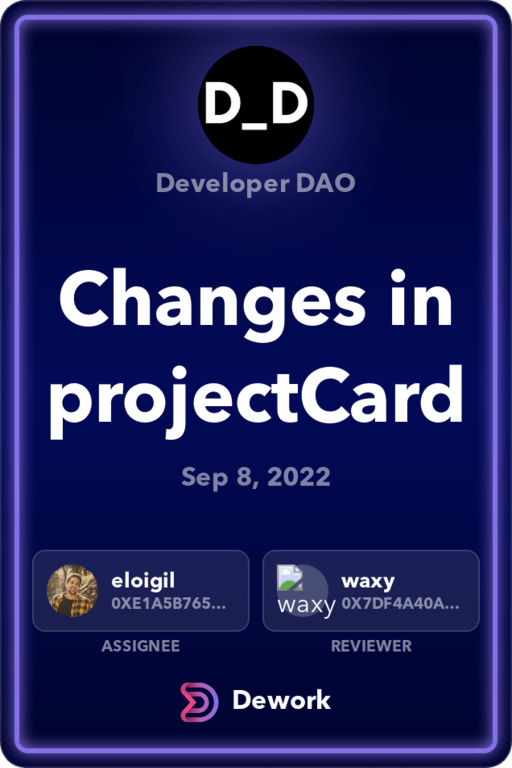 D_D
Developer DAO
Changes in
projectCard
Sep 8, 2022
eloigil
0XE1A5B765...
ASSIGNEE
waxy
waxy
0X7DF4A40A...
REVIEWER
Dework